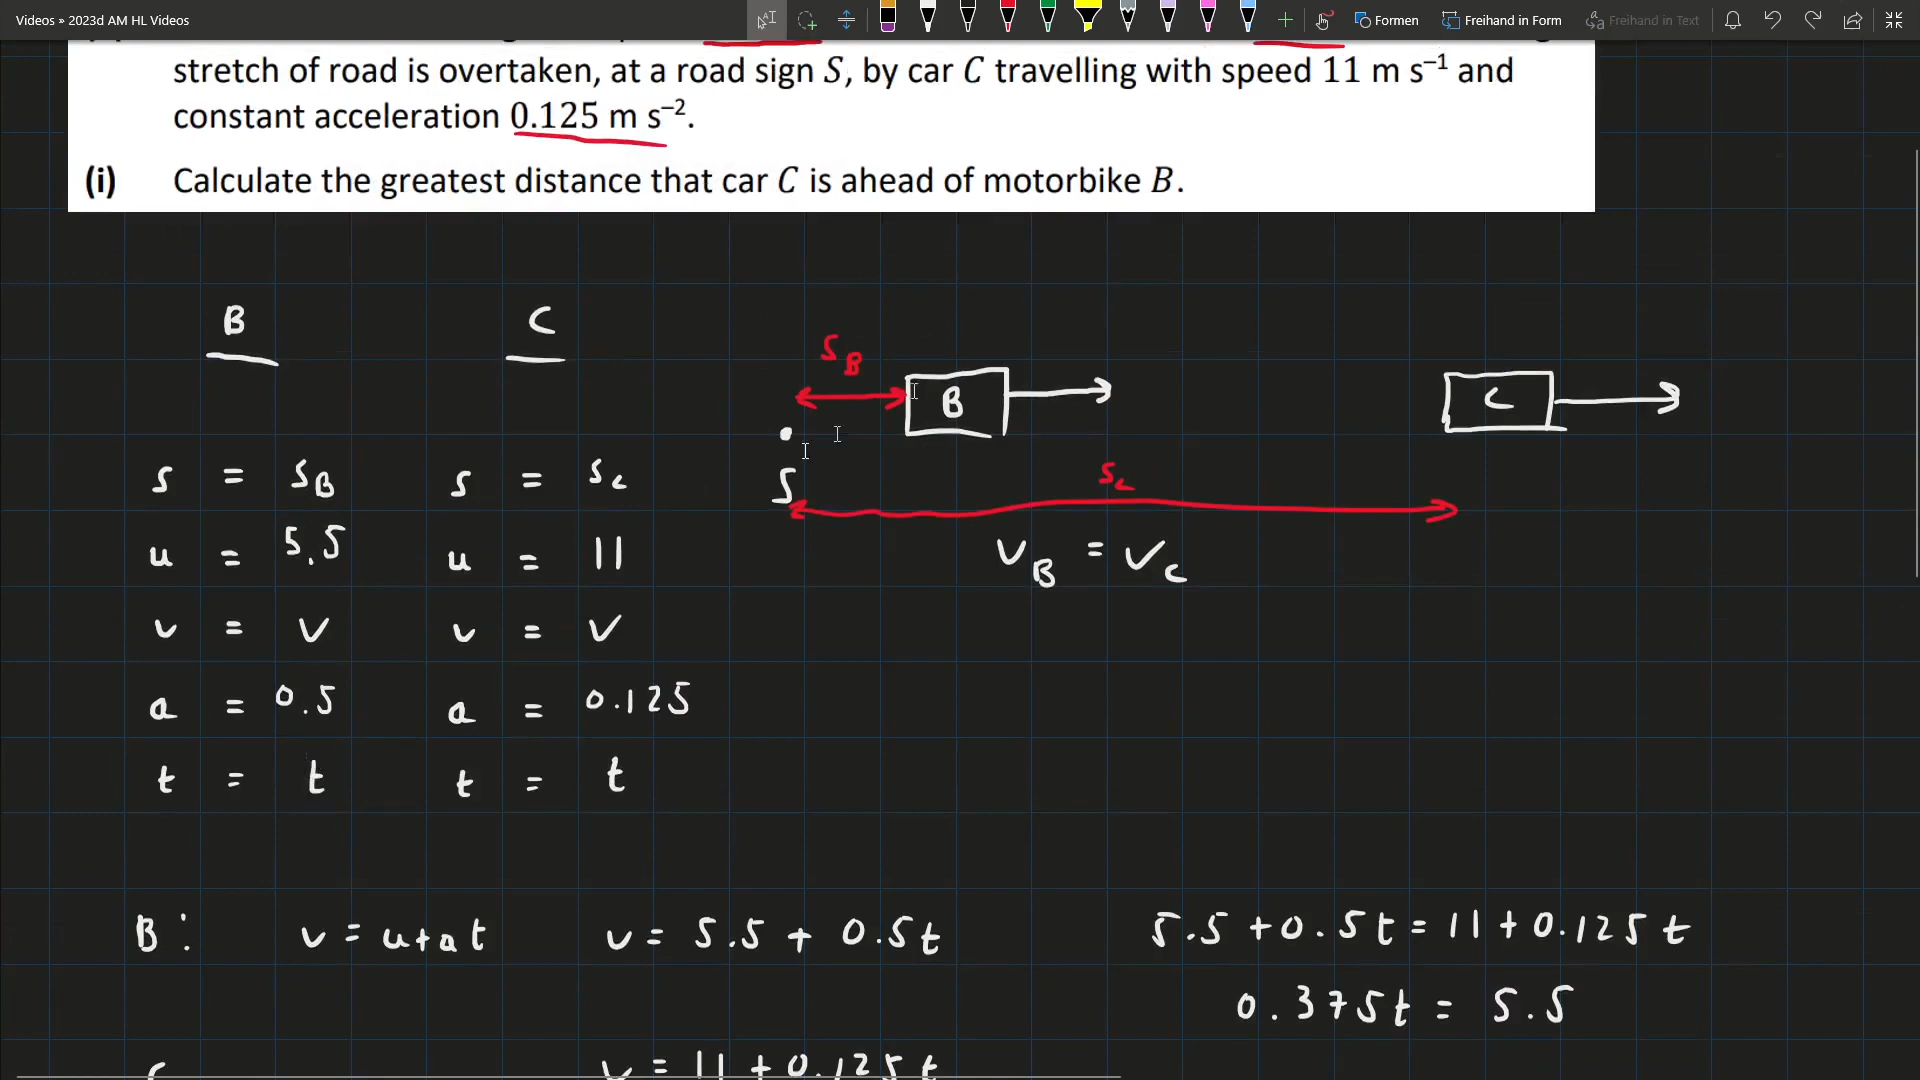 Videos » 2023d AM HL Videos
Formen Freihand in Form Freihand in Text
stretch of road is overtaken, at a road sign S, by car C travelling with speed 11 m s⁻¹ and
constant acceleration 0.125 m s⁻².
(i) Calculate the greatest distance that car C is ahead of motorbike B.
B C
s_B
B C
S
s = s_B s = s_c
s_c
u = 5.5 u = 11
v_B = v_c
v = v v = v
a = 0.5 a = 0.125
t = t t = t
B: v = u+at v = 5.5 + 0.5t 5.5 + 0.5t = 11 + 0.125t
0.375t = 5.5
v = 11 + 0.125t